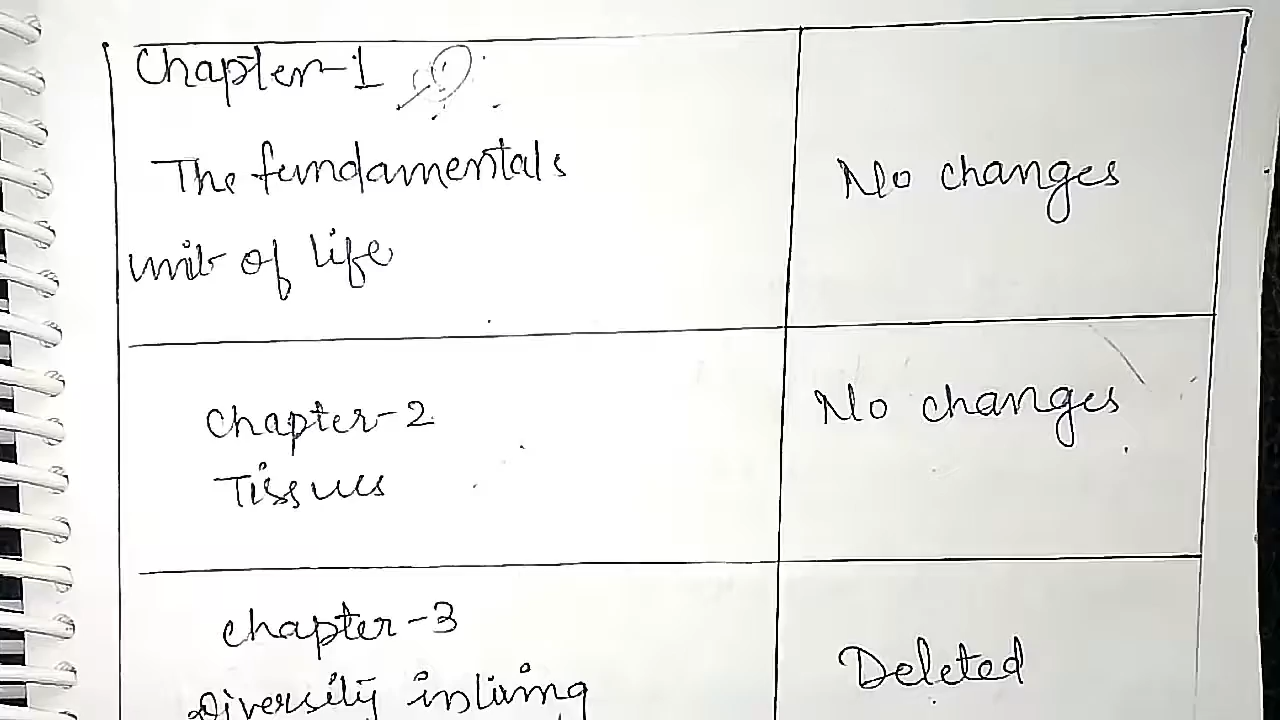 Chapter-1
The fundamentals
unit of life
No changes
Chapter-2
Tissues
No changes
Chapter-3
Diversity in living
Deleted